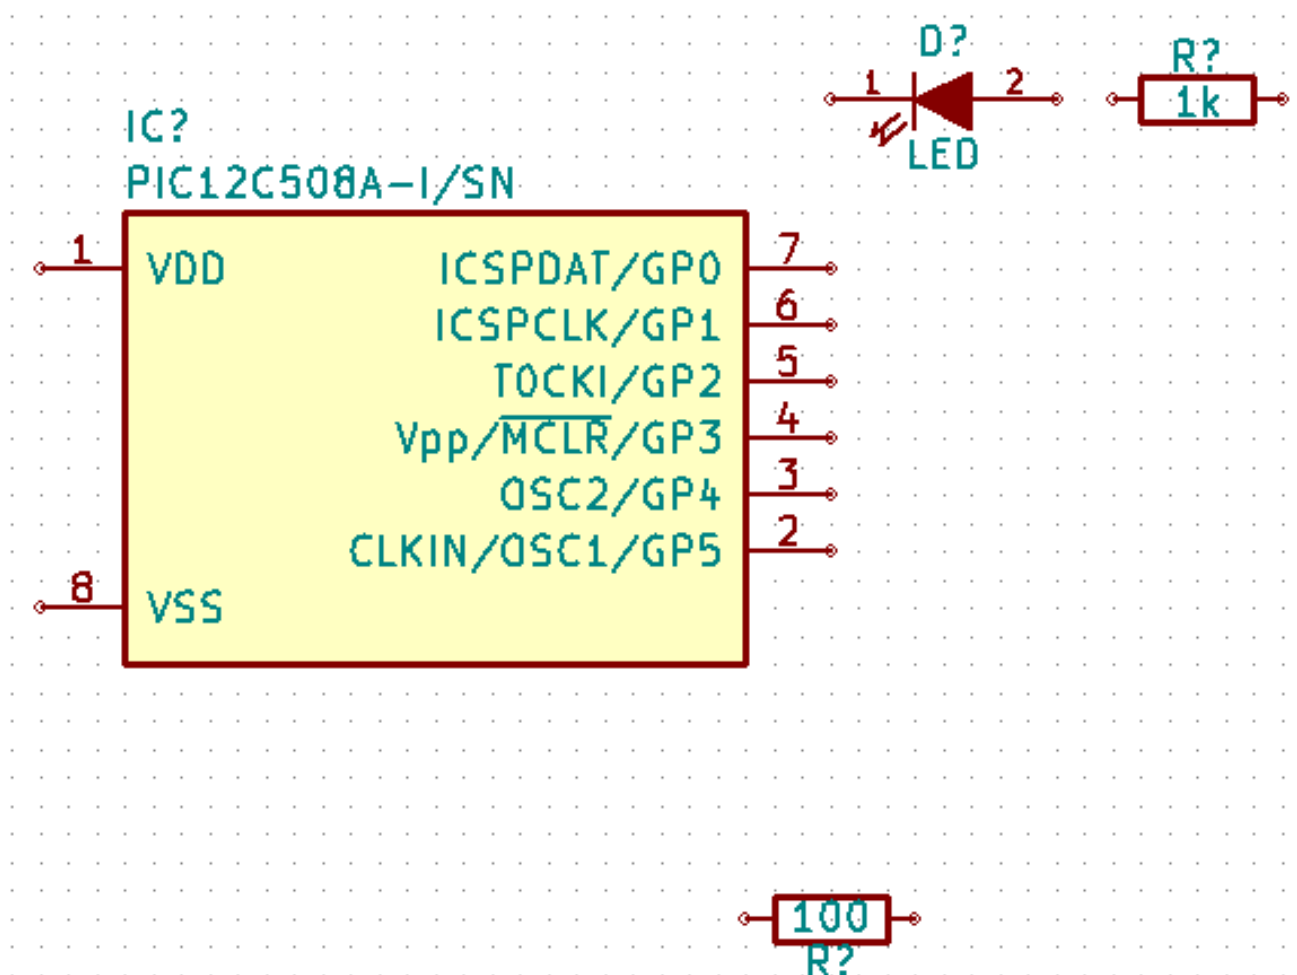 D?
1
2
LED
R?
1k
IC?
PIC12C508A-I/SN
1
VDD
ICSPDAT/GP0
7
ICSPCLK/GP1
6
T0CKI/GP2
5
Vpp/MCLR/GP3
4
OSC2/GP4
3
CLKIN/OSC1/GP5
2
8
VSS
100
R?